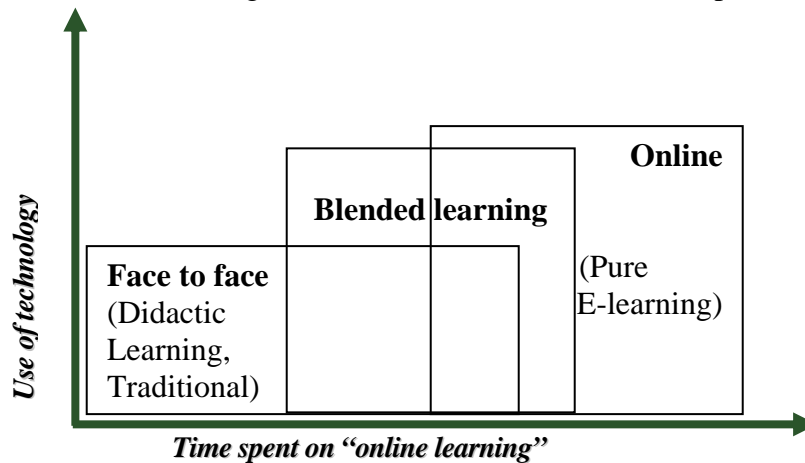 Online
Blended learning
Face to face
(Didactic
Learning,
Traditional)
(Pure
E-learning)
Use of technology
Time spent on “online learning”